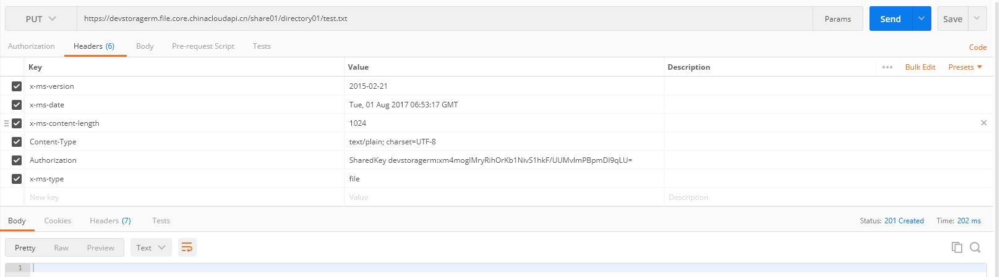 PUT https://devstoragerm.file.core.chinacloudapi.cn/share01/directory01/test.txt Params Send Save
Authorization Headers (6) Body Pre-request Script Tests Code
Key Value Description ••• Bulk Edit Presets
x-ms-version 2015-02-21
x-ms-date Tue, 01 Aug 2017 06:53:17 GMT
x-ms-content-length 1024
Content-Type text/plain; charset=UTF-8
Authorization SharedKey devstoragerm:xm4moglMryRihOrKb1NivS1hkF/UUMvlmPBpmDI9qLU=
x-ms-type file
New key Value Description
Body Cookies Headers (7) Tests Status: 201 Created Time: 202 ms
Pretty Raw Preview Text
1